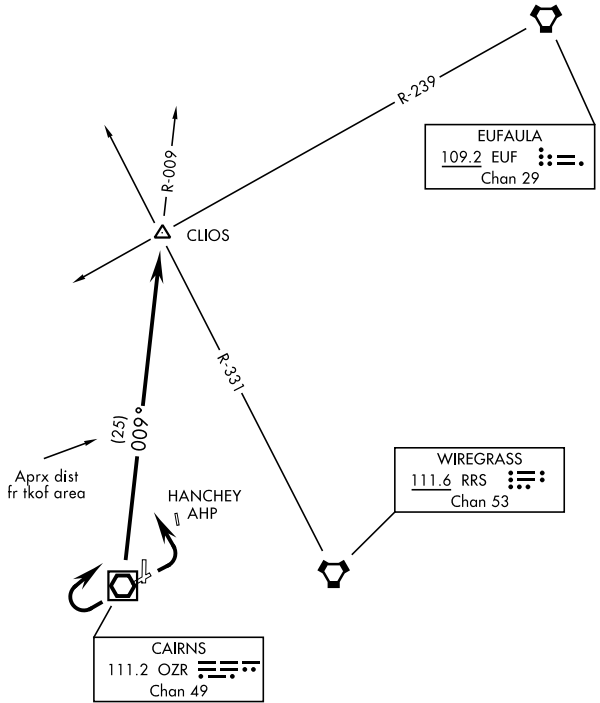 R-239
EUFAULA
109.2 EUF
Chan 29
R-009
CLIOS
R-331
(25)
009°
Aprx dist
fr tkof area
HANCHEY
AHP
WIREGRASS
111.6 RRS
Chan 53
CAIRNS
111.2 OZR
Chan 49